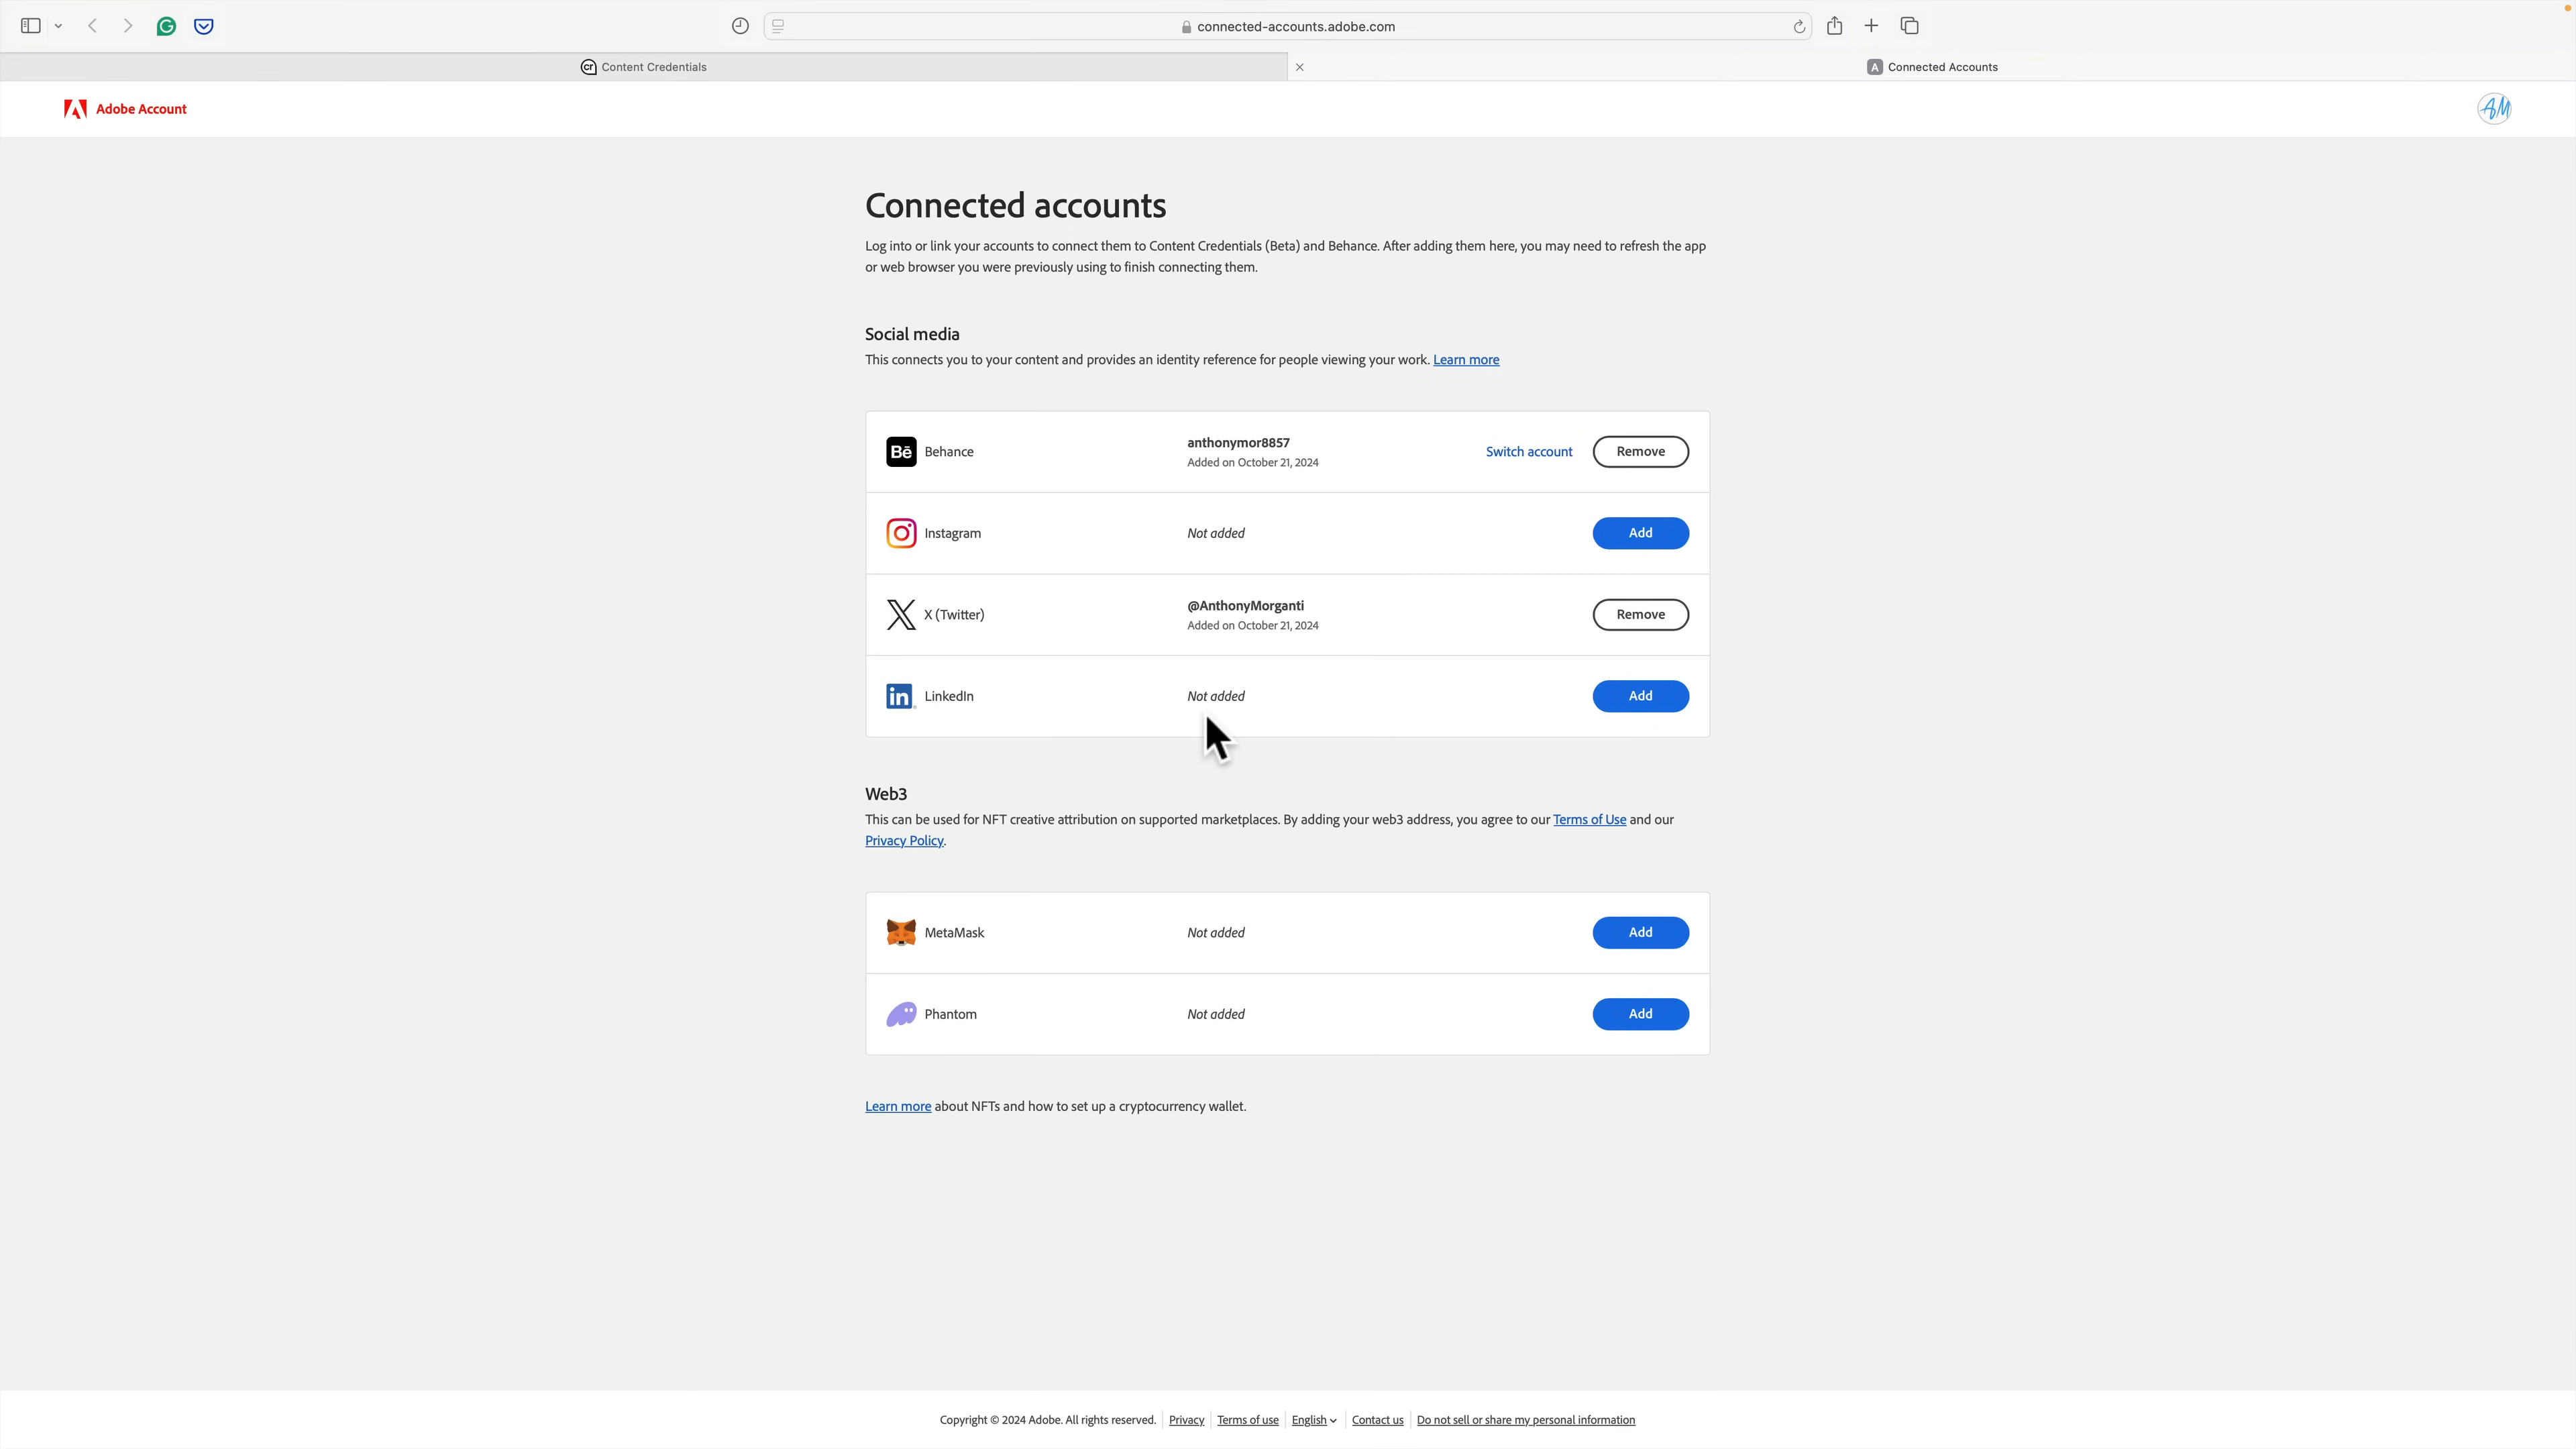 connected-accounts.adobe.com
Content Credentials
Connected Accounts
Adobe Account
AM
Connected accounts
Log into or link your accounts to connect them to Content Credentials (Beta) and Behance. After adding them here, you may need to refresh the app
or web browser you were previously using to finish connecting them.
Social media
This connects you to your content and provides an identity reference for people viewing your work. Learn more
Bē Behance anthonymor8857 Switch account Remove
Added on October 21, 2024
Instagram Not added Add
X (Twitter) @AnthonyMorganti Remove
Added on October 21, 2024
in LinkedIn Not added Add
Web3
This can be used for NFT creative attribution on supported marketplaces. By adding your web3 address, you agree to our Terms of Use and our
Privacy Policy.
MetaMask Not added Add
Phantom Not added Add
Learn more about NFTs and how to set up a cryptocurrency wallet.
Copyright © 2024 Adobe. All rights reserved. Privacy Terms of use English Contact us Do not sell or share my personal information